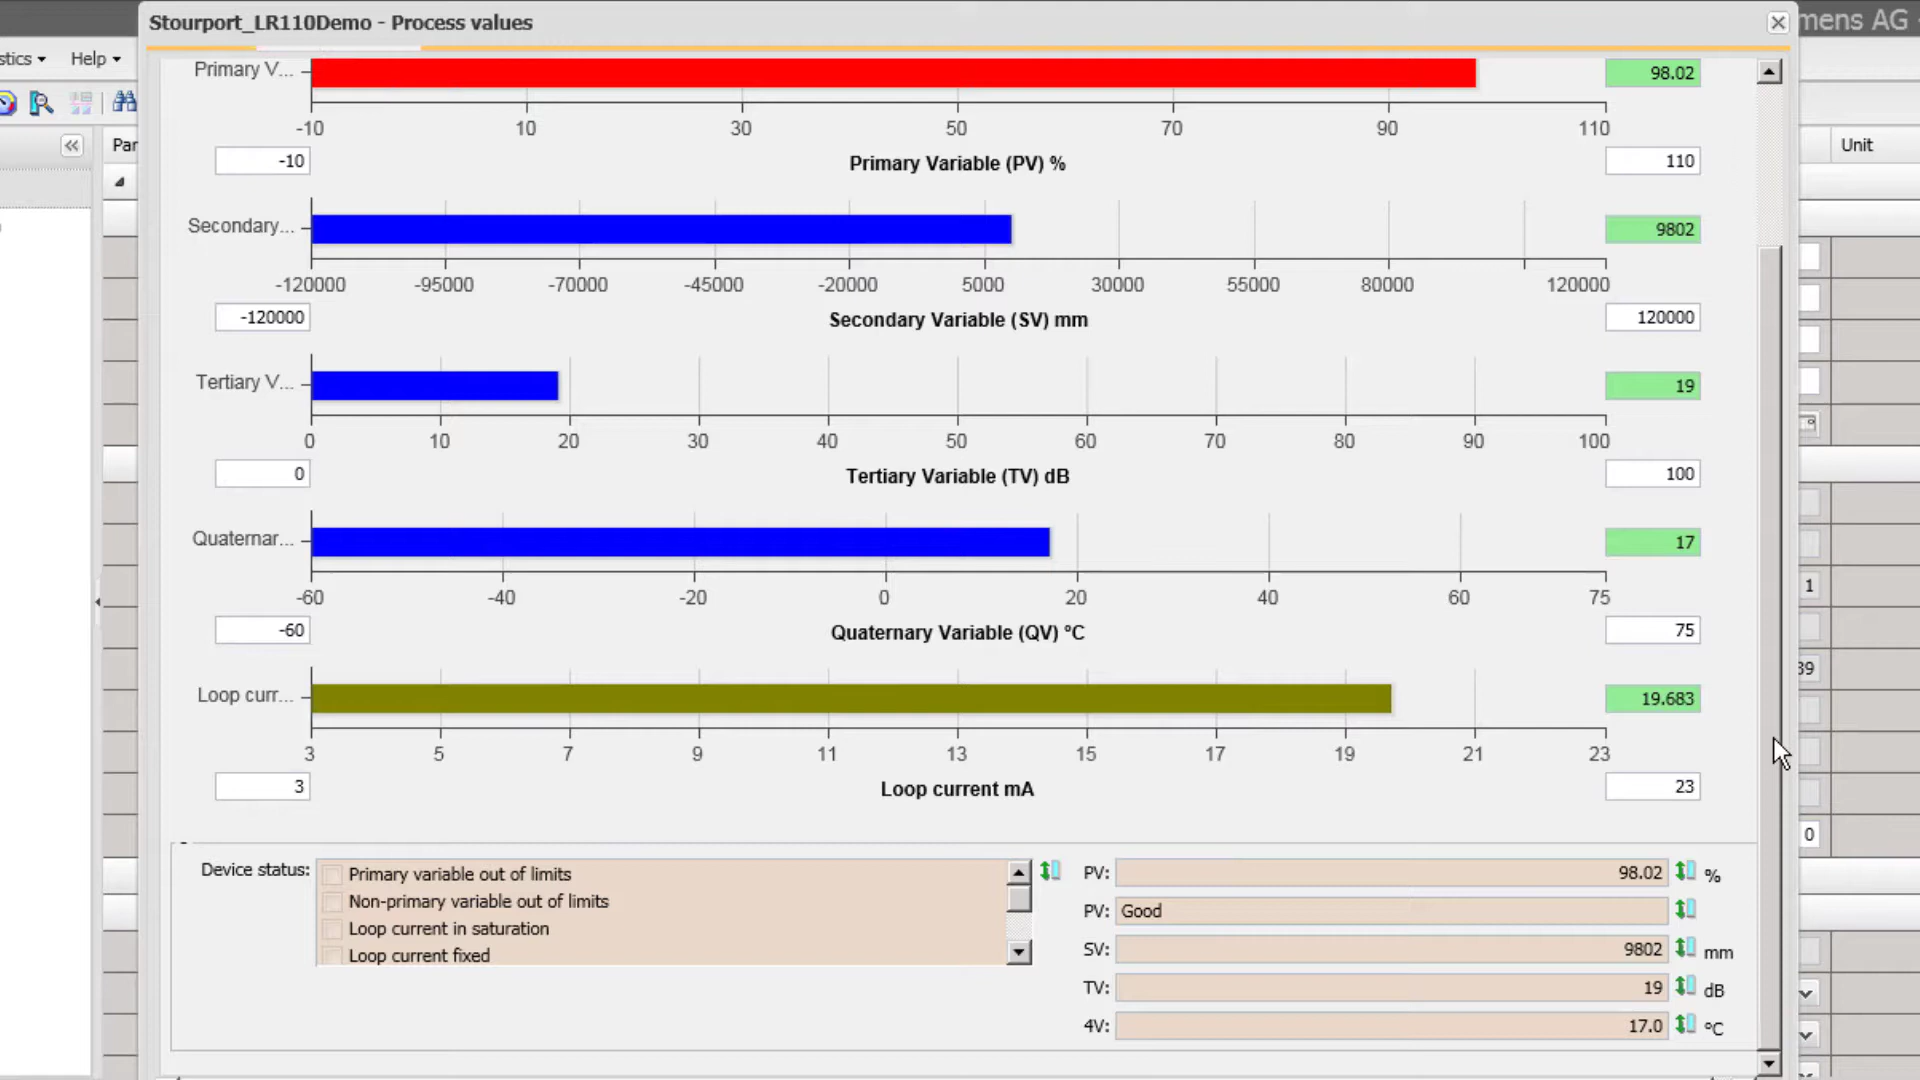 Stourport_LR110Demo - Process values
mens AG
stics
Help
Par
Unit
Primary V...
98.02
-10 10 30 50 70 90 110
-10
Primary Variable (PV) %
110
Secondary...
9802
-120000 -95000 -70000 -45000 -20000 5000 30000 55000 80000 120000
-120000
Secondary Variable (SV) mm
120000
Tertiary V...
19
0 10 20 30 40 50 60 70 80 90 100
0
Tertiary Variable (TV) dB
100
Quaternar...
17
-60 -40 -20 0 20 40 60 75
-60
Quaternary Variable (QV) °C
75
1
39
Loop curr...
19.683
3 5 7 9 11 13 15 17 19 21 23
3
Loop current mA
23
0
Device status:
Primary variable out of limits
Non-primary variable out of limits
Loop current in saturation
Loop current fixed
PV: 98.02 %
PV: Good
SV: 9802 mm
TV: 19 dB
4V: 17.0 °C